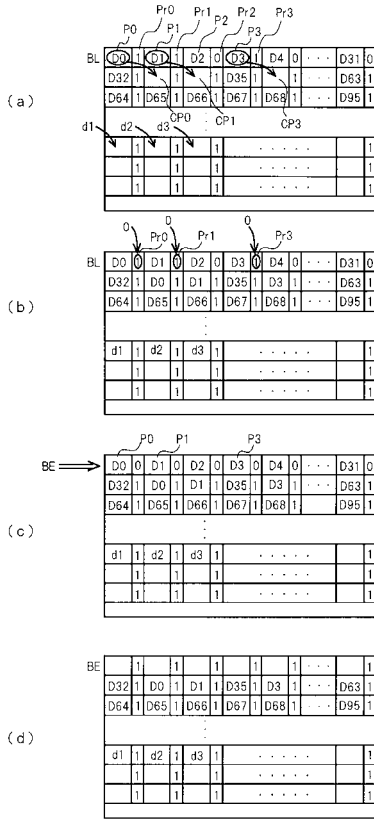 P0 Pr0 P1 Pr1 P2 Pr2 P3 Pr3
BL D0 1 D1 1 D2 0 D3 1 D4 0 · · · D31 0
D32 1 1 1 D35 1 1 D63 1
D64 1 D65 1 D66 1 D67 1 D68 1 · · · D95 1
(a)
CP0 CP1 CP3
d1 d2 d3
1 1 1 · · · · · 1
1 1 1 · · · · · 1
1 1 1 · · · · · 1
0 0 0
Pr0 Pr1 Pr3
BL D0 1 D1 1 D2 0 D3 1 D4 0 · · · D31 0
D32 1 D0 1 D1 1 D35 1 D3 1 D63 1
D64 1 D65 1 D66 1 D67 1 D68 1 · · · D95 1
(b)
d1 1 d2 1 d3 1 · · · · · 1
1 1 1 · · · · · 1
1 1 1 · · · · · 1
P0 P1 P3
BE D0 0 D1 0 D2 0 D3 0 D4 0 · · · D31 0
D32 1 D0 1 D1 1 D35 1 D3 1 D63 1
D64 1 D65 1 D66 1 D67 1 D68 1 · · · D95 1
(c)
d1 1 d2 1 d3 1 · · · · · 1
1 1 1 · · · · · 1
1 1 1 · · · · · 1
BE 1 1 1 1 1 · · · 1
D32 1 D0 1 D1 1 D35 1 D3 1 D63 1
D64 1 D65 1 D66 1 D67 1 D68 1 · · · D95 1
(d)
d1 1 d2 1 d3 1 · · · · · 1
1 1 1 · · · · · 1
1 1 1 · · · · · 1